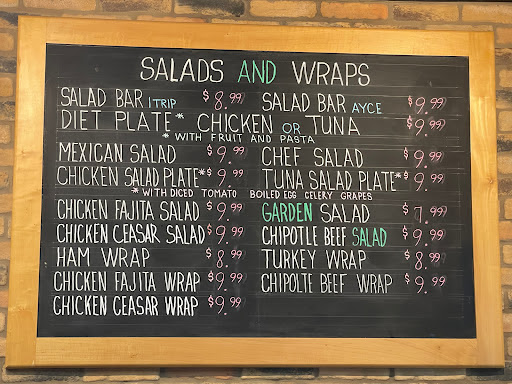 SALADS AND WRAPS
SALAD BAR 1 TRIP $8.99
SALAD BAR AYCE $9.99
DIET PLATE* CHICKEN OR TUNA $9.99
*WITH FRUIT AND PASTA
MEXICAN SALAD $9.99
CHEF SALAD $9.99
CHICKEN SALAD PLATE* $9.99
TUNA SALAD PLATE* $9.99
*WITH DICED TOMATO BOILED EGG CELERY GRAPES
CHICKEN FAJITA SALAD $9.99
GARDEN SALAD $7.99
CHICKEN CEASAR SALAD $9.99
CHIPOTLE BEEF SALAD $9.99
HAM WRAP $8.99
TURKEY WRAP $8.99
CHICKEN FAJITA WRAP $9.99
CHIPOLTE BEEF WRAP $9.99
CHICKEN CEASAR WRAP $9.99